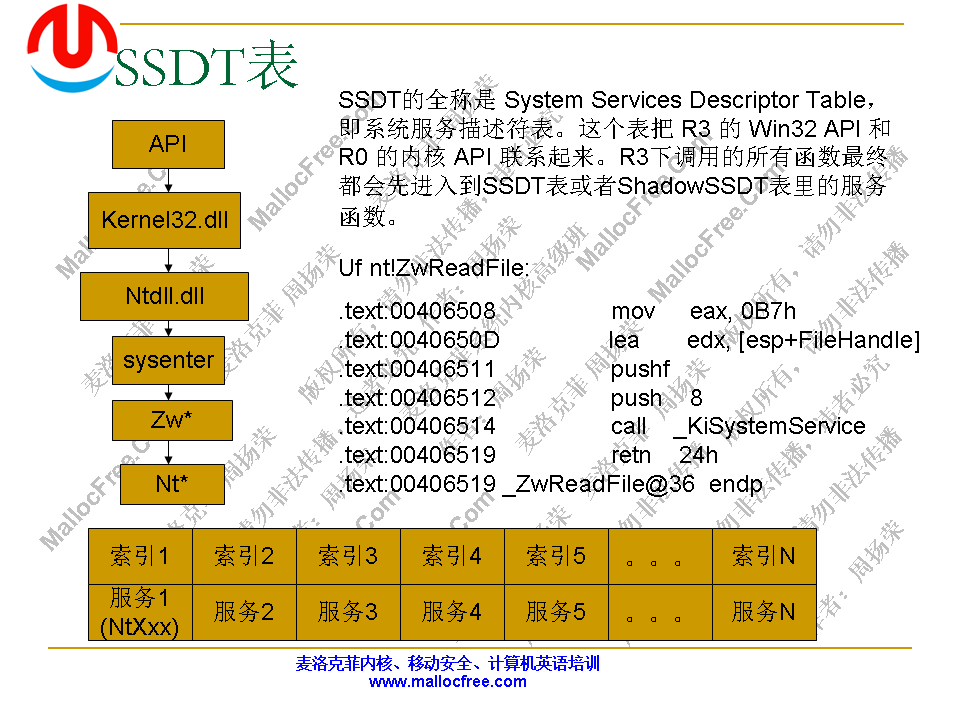 SSDT表
SSDT的全称是 System Services Descriptor Table，
即系统服务描述符表。这个表把 R3 的 Win32 API 和
R0 的内核 API 联系起来。R3下调用的所有函数最终
都会先进入到SSDT表或者ShadowSSDT表里的服务
函数。
API
Kernel32.dll
Ntdll.dll
sysenter
Zw*
Nt*
Uf nt!ZwReadFile:
.text:00406508 mov eax, 0B7h
.text:0040650D lea edx, [esp+FileHandle]
.text:00406511 pushf
.text:00406512 push 8
.text:00406514 call _KiSystemService
.text:00406519 retn 24h
.text:00406519 _ZwReadFile@36 endp
索引1 索引2 索引3 索引4 索引5 。。。 索引N
服务1
(NtXxx) 服务2 服务3 服务4 服务5 。。。 服务N
麦洛克菲内核、移动安全、计算机英语培训
www.mallocfree.com